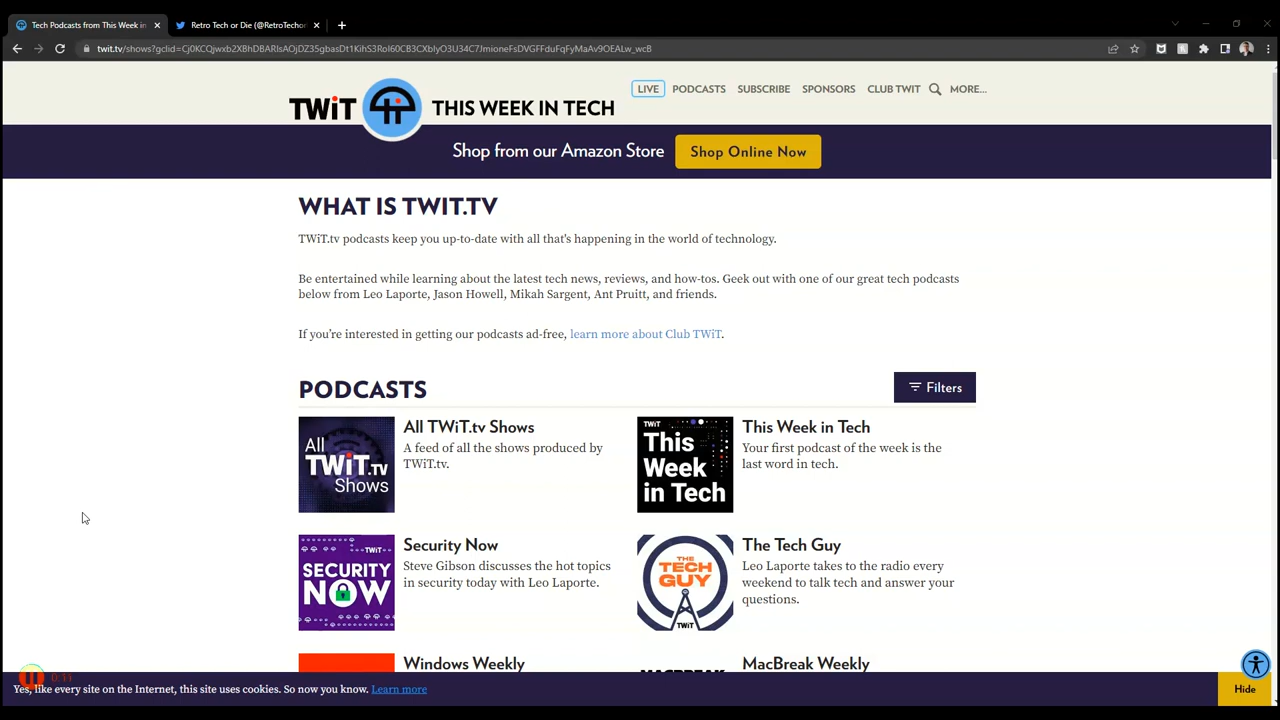 Tech Podcasts from This Week in
Retro Tech or Die (@RetroTechor
twit.tv/shows?gclid=
TWiT
THIS WEEK IN TECH
LIVE
PODCASTS
SUBSCRIBE
SPONSORS
CLUB TWIT
MORE...
Shop from our Amazon Store
Shop Online Now
WHAT IS TWIT.TV
TWiT.tv podcasts keep you up-to-date with all that's happening in the world of technology.
Be entertained while learning about the latest tech news, reviews, and how-tos. Geek out with one of our great tech podcasts
below from Leo Laporte, Jason Howell, Mikah Sargent, Ant Pruitt, and friends.
If you're interested in getting our podcasts ad-free, learn more about Club TWiT.
PODCASTS
Filters
All
TWiT.TV
Shows
All TWiT.tv Shows
A feed of all the shows produced by
TWiT.tv.
TWiT
This
Week
in Tech
This Week in Tech
Your first podcast of the week is the
last word in tech.
TWiT
SECURITY
NOW
Security Now
Steve Gibson discusses the hot topics
in security today with Leo Laporte.
THE
TECH
GUY
TWiT
The Tech Guy
Leo Laporte takes to the radio every
weekend to talk tech and answer your
questions.
Windows Weekly
MACBREAK
MacBreak Weekly
Yes, like every site on the Internet, this site uses cookies. So now you know. Learn more
Hide